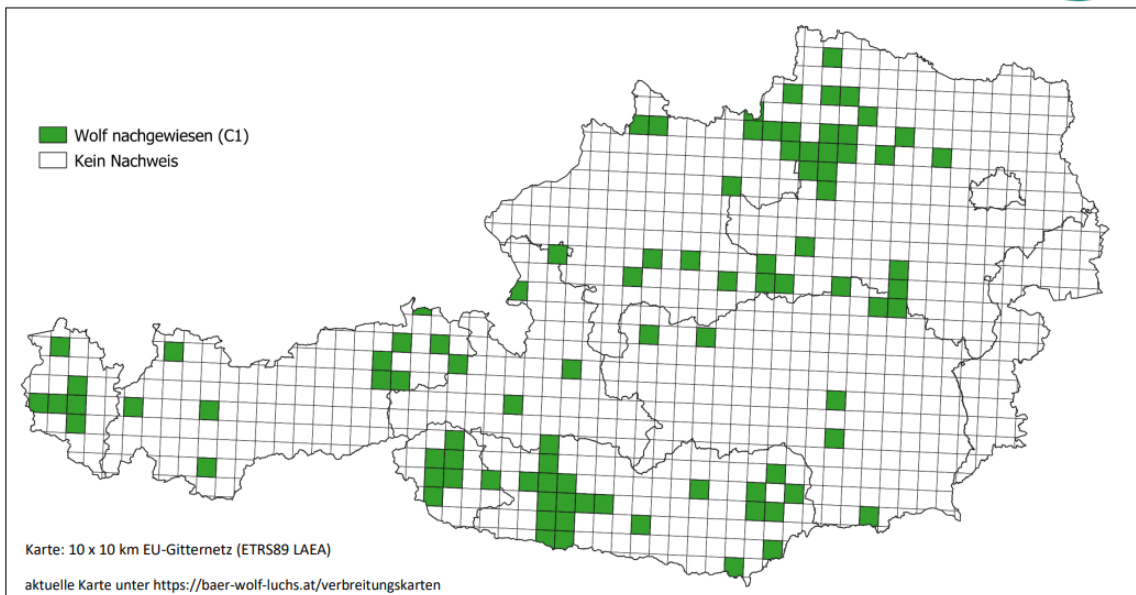 Wolf nachgewiesen (C1)
Kein Nachweis
Karte: 10 x 10 km EU-Gitternetz (ETRS89 LAEA)
aktuelle Karte unter https://baer-wolf-luchs.at/verbreitungskarten